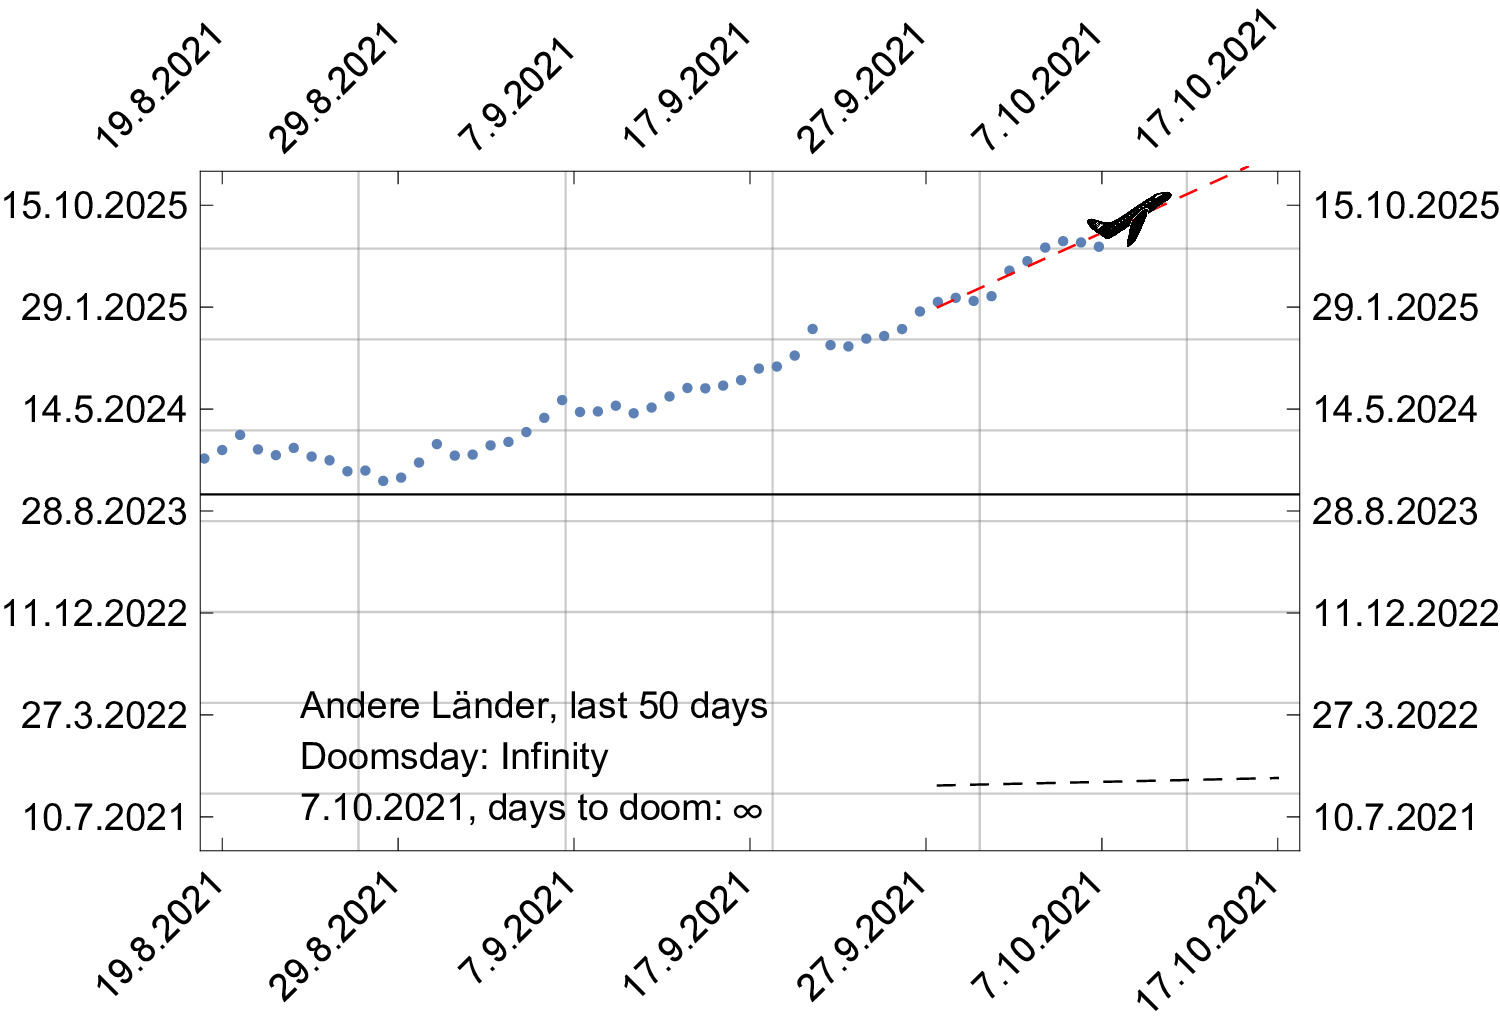 19.8.2021 29.8.2021 7.9.2021 17.9.2021 27.9.2021 7.10.2021 17.10.2021
15.10.2025 15.10.2025
29.1.2025 29.1.2025
14.5.2024 14.5.2024
28.8.2023 28.8.2023
11.12.2022 11.12.2022
27.3.2022 27.3.2022
10.7.2021 10.7.2021
Andere Länder, last 50 days
Doomsday: Infinity
7.10.2021, days to doom: ∞
19.8.2021 29.8.2021 7.9.2021 17.9.2021 27.9.2021 7.10.2021 17.10.2021